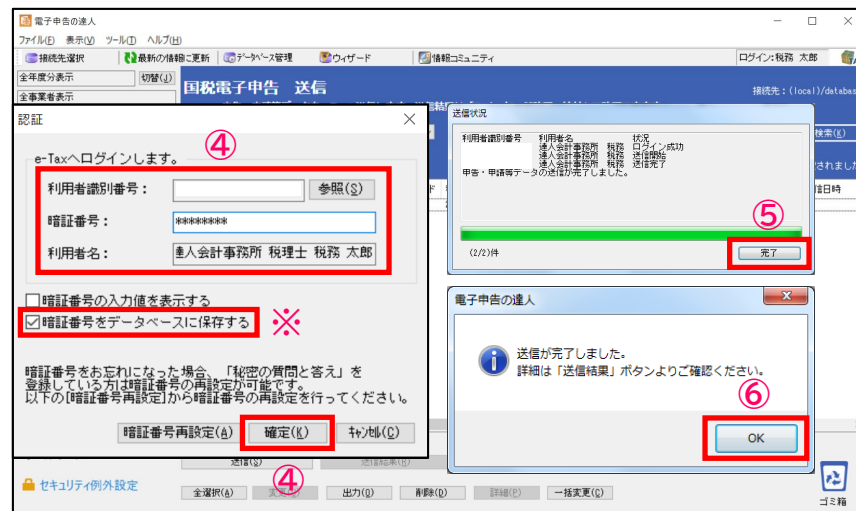 電子申告の達人
ファイル(F) 表示(V) ツール(T) ヘルプ(H)
接続先選択 最新の情報に更新 データベース管理 ウィザード 情報コミュニティ ログイン:税務 太郎
全年度分表示 切替(J)
全事業者表示
国税電子申告 送信
接続先:(local)/databas
検索(K)
認証
e-Taxへログインします。
④
利用者識別番号:
参照(S)
暗証番号:
********
利用者名:
達人会計事務所 税理士 税務 太郎
暗証番号の入力値を表示する
暗証番号をデータベースに保存する
※
暗証番号をお忘れになった場合、「秘密の質問と答え」を
登録している方は暗証番号の再設定が可能です。
以下の[暗証番号再設定]から暗証番号の再設定を行ってください。
暗証番号再設定(A) 確定(K) キャンセル(C)
④
送信状況
利用者識別番号 利用者名 状況
達人会計事務所 税務 ログイン成功
達人会計事務所 税務 送信開始
達人会計事務所 税務 送信完了
申告・申請等データの送信が完了しました。
⑤
(2/2)件
完了
されました
信日時
電子申告の達人
送信が完了しました。
詳細は「送信結果」ボタンよりご確認ください。
⑥
OK
送信(S) 送信結果(R)
セキュリティ例外設定
全選択(A) 出力(O) 削除(D) 詳細(P) 一括変更(C)
ゴミ箱